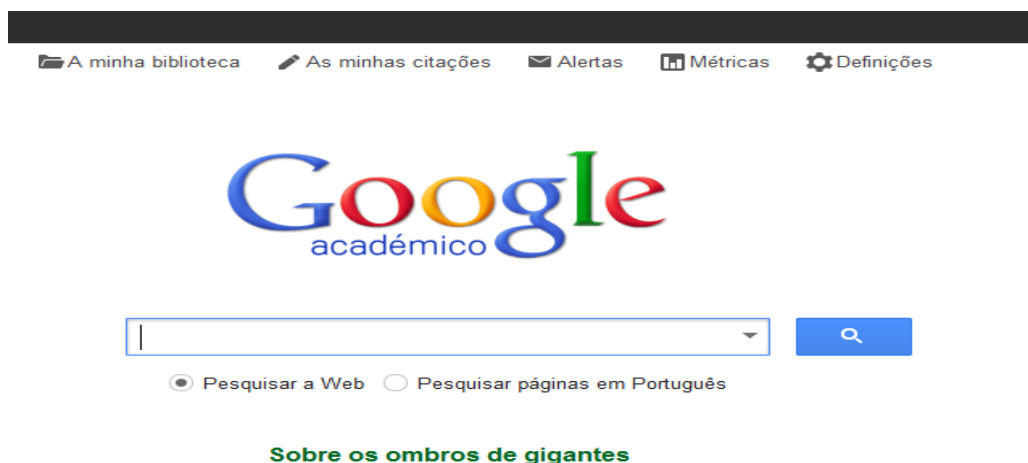 A minha biblioteca As minhas citações Alertas Métricas Definições
Google
académico
Pesquisar a Web Pesquisar páginas em Português
Sobre os ombros de gigantes